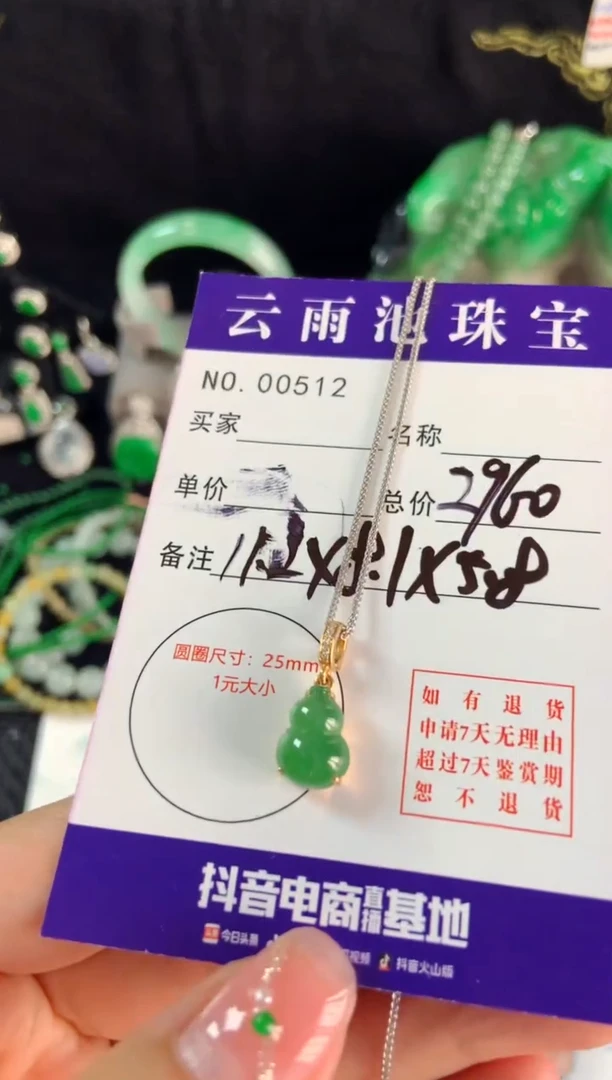 云雨池珠宝
NO. 00512
买家
名称
单价
总价 2960
备注
圆圈尺寸：25mm
1元大小
如有退货
申请7天无理由
超过7天鉴赏期
恕不退货
抖音电商直播基地
今日头条 视频 抖音火山版